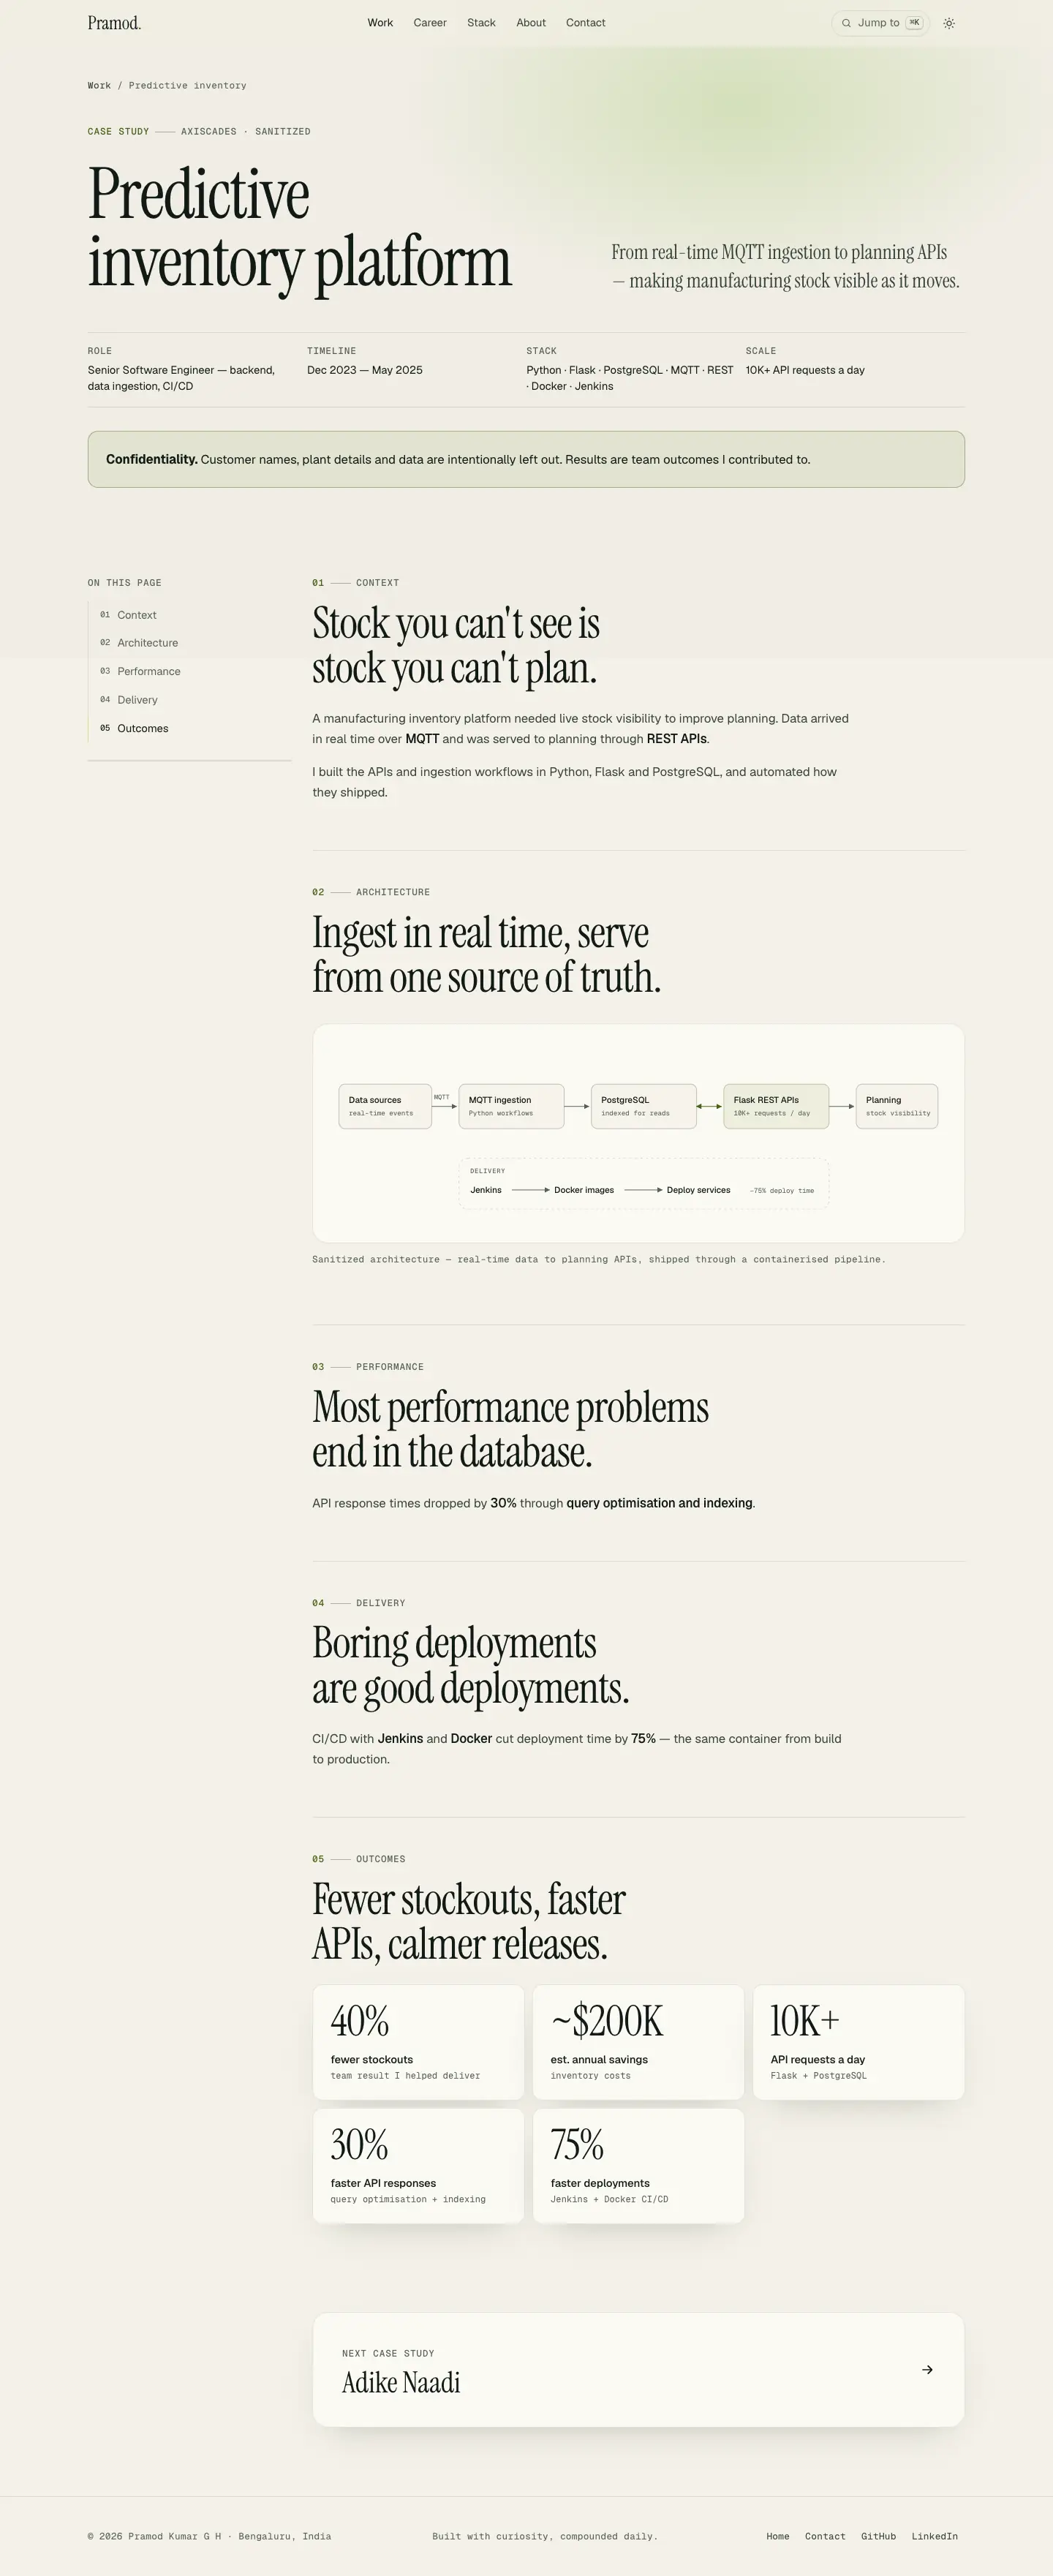 Pramod.
Work
Career
Stack
About
Contact
Jump to ⌘K
Work / Predictive inventory
CASE STUDY — AXISCADES · SANITIZED
Predictive
inventory platform
From real-time MQTT ingestion to planning APIs
— making manufacturing stock visible as it moves.
ROLE
Senior Software Engineer — backend,
data ingestion, CI/CD
TIMELINE
Dec 2023 — May 2025
STACK
Python · Flask · PostgreSQL · MQTT · REST
· Docker · Jenkins
SCALE
10K+ API requests a day
Confidentiality. Customer names, plant details and data are intentionally left out. Results are team outcomes I contributed to.
ON THIS PAGE
01 Context
02 Architecture
03 Performance
04 Delivery
05 Outcomes
01 — CONTEXT
Stock you can't see is
stock you can't plan.
A manufacturing inventory platform needed live stock visibility to improve planning. Data arrived
in real time over MQTT and was served to planning through REST APIs.
I built the APIs and ingestion workflows in Python, Flask and PostgreSQL, and automated how
they shipped.
02 — ARCHITECTURE
Ingest in real time, serve
from one source of truth.
Data sources
real-time events
MQTT
MQTT ingestion
Python workflows
PostgreSQL
indexed for reads
Flask REST APIs
10K+ requests / day
Planning
stock visibility
DELIVERY
Jenkins
Docker images
Deploy services
−75% deploy time
Sanitized architecture — real-time data to planning APIs, shipped through a containerised pipeline.
03 — PERFORMANCE
Most performance problems
end in the database.
API response times dropped by 30% through query optimisation and indexing.
04 — DELIVERY
Boring deployments
are good deployments.
CI/CD with Jenkins and Docker cut deployment time by 75% — the same container from build
to production.
05 — OUTCOMES
Fewer stockouts, faster
APIs, calmer releases.
40%
fewer stockouts
team result I helped deliver
~$200K
est. annual savings
inventory costs
10K+
API requests a day
Flask + PostgreSQL
30%
faster API responses
query optimisation + indexing
75%
faster deployments
Jenkins + Docker CI/CD
NEXT CASE STUDY
Adike Naadi
© 2026 Pramod Kumar G H · Bengaluru, India
Built with curiosity, compounded daily.
Home
Contact
GitHub
LinkedIn